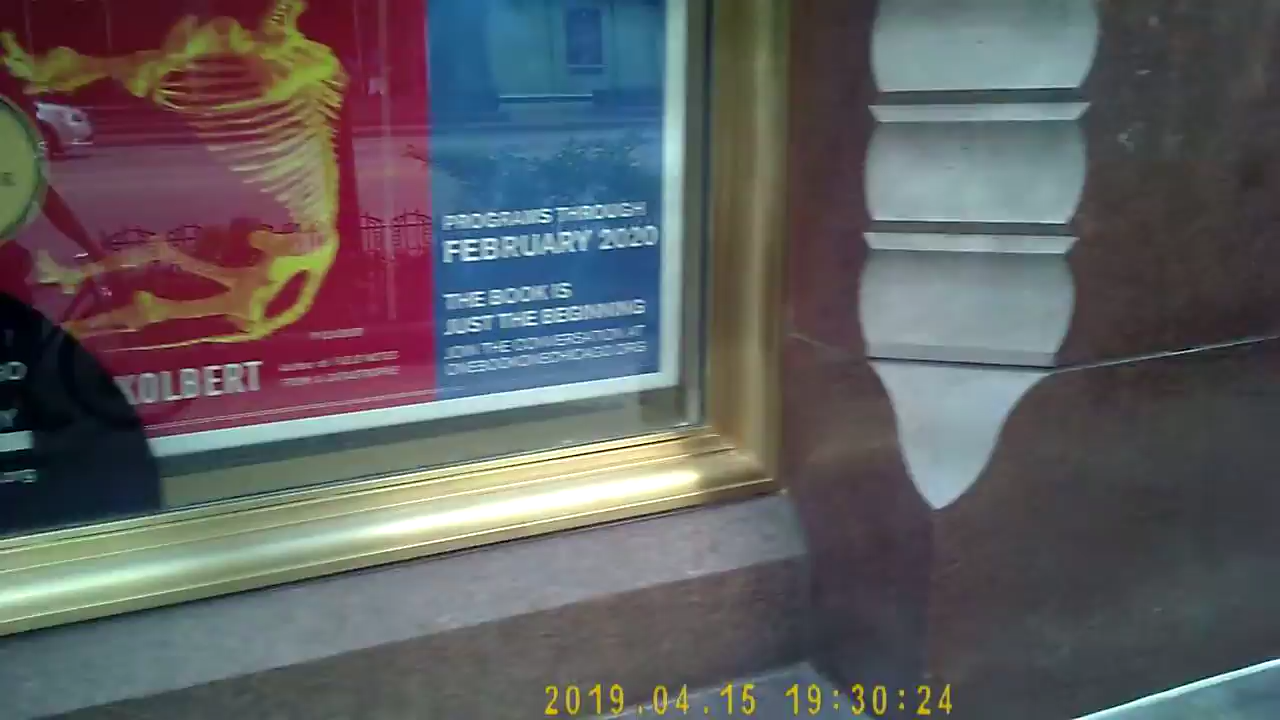 PROGRAMS THROUGH
FEBRUARY 2020
THE BOOK IS
JUST THE BEGINNING
JOIN THE CONVERSATION AT
ONEBOOKONECHICAGO.ORG
KOLBERT
2019.04.15 19:30:24